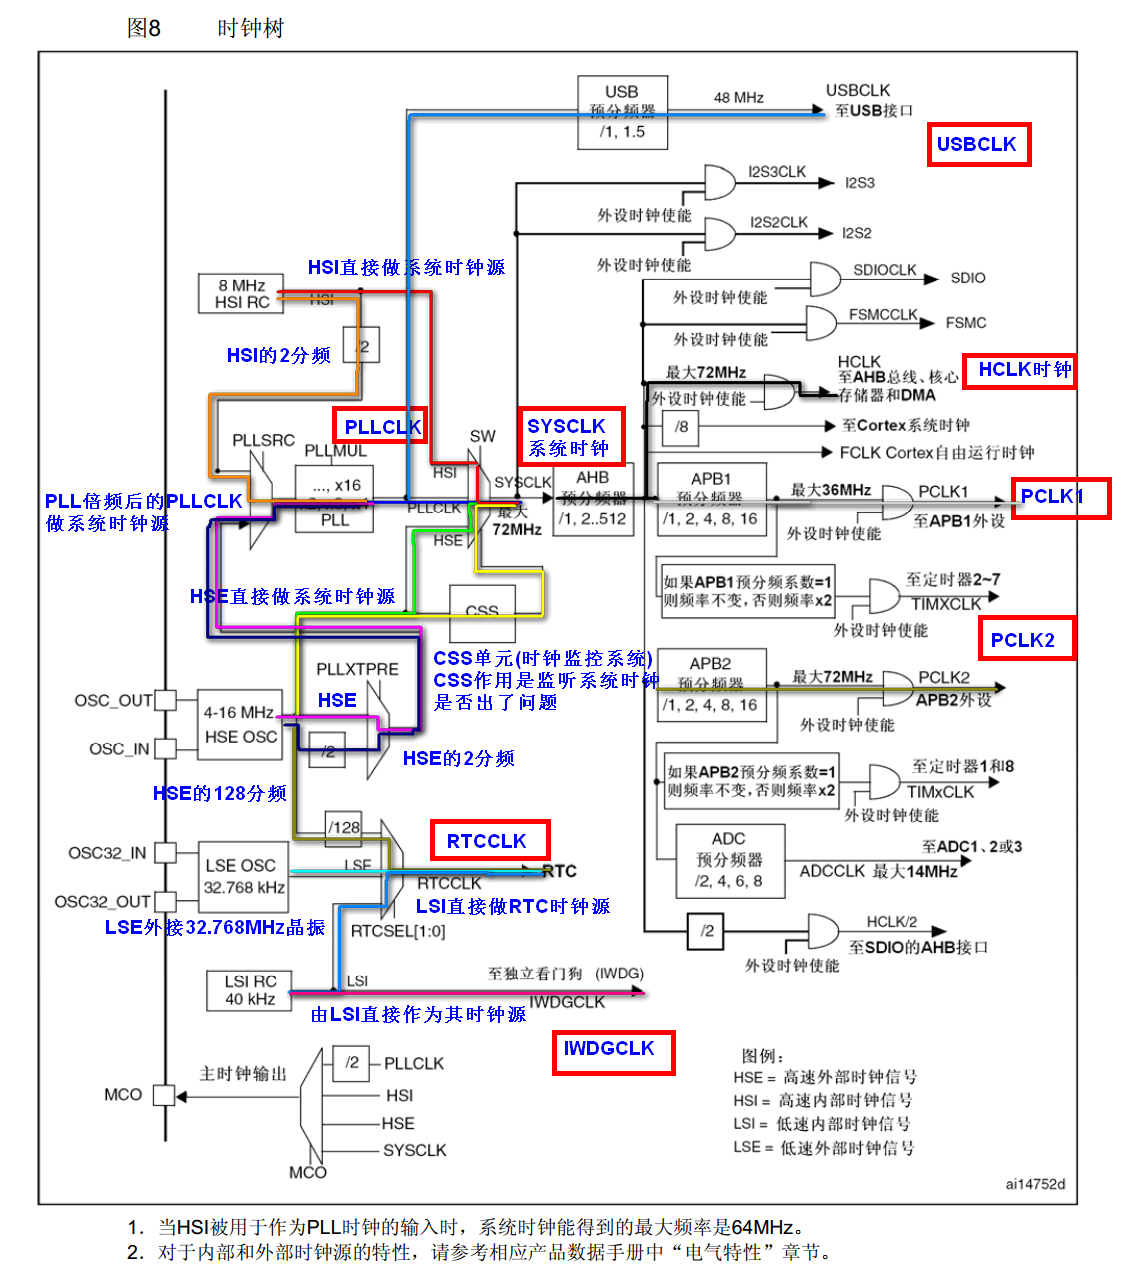 图8 时钟树
USB
预分频器
/1, 1.5
48 MHz
USBCLK
至USB接口
USBCLK
I2S3CLK
I2S3
外设时钟使能
I2S2CLK
I2S2
外设时钟使能
SDIOCLK
SDIO
外设时钟使能
FSMCCLK
FSMC
外设时钟使能
HSI直接做系统时钟源
8 MHz
HSI RC
HSI
/2
HSI的2分频
最大72MHz
外设时钟使能
HCLK
至AHB总线、核心
存储器和DMA
HCLK时钟
/8
至Cortex系统时钟
FCLK Cortex自由运行时钟
PLLCLK
SYSCLK
系统时钟
SW
PLLSRC
PLLMUL
..., x16
PLL
HSI
PLLCLK
HSE
SYSCLK
最大
72MHz
AHB
预分频器
/1, 2..512
APB1
预分频器
/1, 2, 4, 8, 16
最大36MHz
PCLK1
至APB1外设
外设时钟使能
PCLK1
PLL倍频后的PLLCLK
做系统时钟源
如果APB1预分频系数=1
则频率不变,否则频率x2
至定时器2~7
TIMXCLK
外设时钟使能
HSE直接做系统时钟源
CSS
PCLK2
CSS单元(时钟监控系统)
CSS作用是监听系统时钟
是否出了问题
APB2
预分频器
/1, 2, 4, 8, 16
最大72MHz
PCLK2
APB2外设
外设时钟使能
PLLXTPRE
HSE
OSC_OUT
OSC_IN
4-16 MHz
HSE OSC
/2
HSE的2分频
HSE的128分频
如果APB2预分频系数=1
则频率不变,否则频率x2
至定时器1和8
TIMxCLK
外设时钟使能
/128
RTCCLK
ADC
预分频器
/2, 4, 6, 8
至ADC1、2或3
ADCCLK 最大14MHz
OSC32_IN
OSC32_OUT
LSE OSC
32.768 kHz
LSE
RTC
RTCCLK
LSI直接做RTC时钟源
LSE外接32.768MHz晶振
RTCSEL[1:0]
/2
HCLK/2
至SDIO的AHB接口
外设时钟使能
LSI RC
40 kHz
LSI
至独立看门狗 (IWDG)
IWDGCLK
由LSI直接作为其时钟源
IWDGCLK
MCO
主时钟输出
/2
PLLCLK
HSI
HSE
SYSCLK
MCO
图例:
HSE = 高速外部时钟信号
HSI = 高速内部时钟信号
LSI = 低速内部时钟信号
LSE = 低速外部时钟信号
ai14752d
1. 当HSI被用于作为PLL时钟的输入时，系统时钟能得到的最大频率是64MHz。
2. 对于内部和外部时钟源的特性，请参考相应产品数据手册中“电气特性”章节。